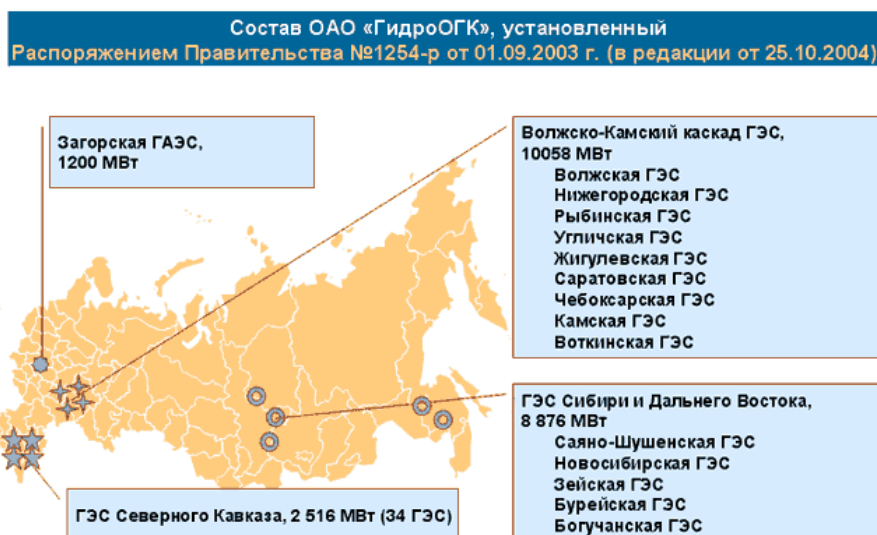 Состав ОАО «ГидроОГК», установленный
Распоряжением Правительства №1254-р от 01.09.2003 г. (в редакции от 25.10.2004)
Загорская ГАЭС,
1200 МВт
Волжско-Камский каскад ГЭС,
10058 МВт
Волжская ГЭС
Нижегородская ГЭС
Рыбинская ГЭС
Угличская ГЭС
Жигулевская ГЭС
Саратовская ГЭС
Чебоксарская ГЭС
Камская ГЭС
Воткинская ГЭС
ГЭС Сибири и Дальнего Востока,
8 876 МВт
Саяно-Шушенская ГЭС
Новосибирская ГЭС
Зейская ГЭС
Бурейская ГЭС
Богучанская ГЭС
ГЭС Северного Кавказа, 2 516 МВт (34 ГЭС)